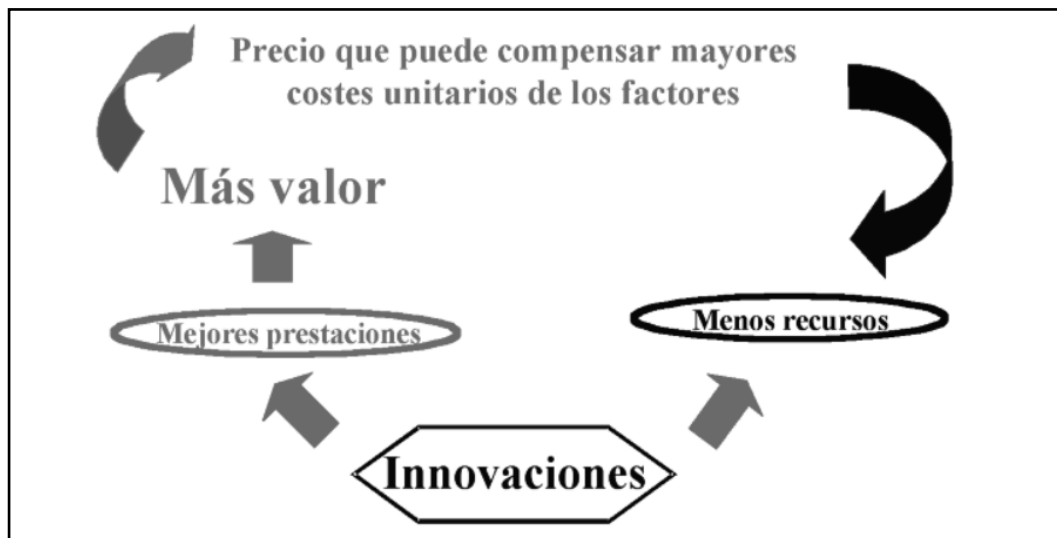 Precio que puede compensar mayores
costes unitarios de los factores
Más valor
Mejores prestaciones
Menos recursos
Innovaciones